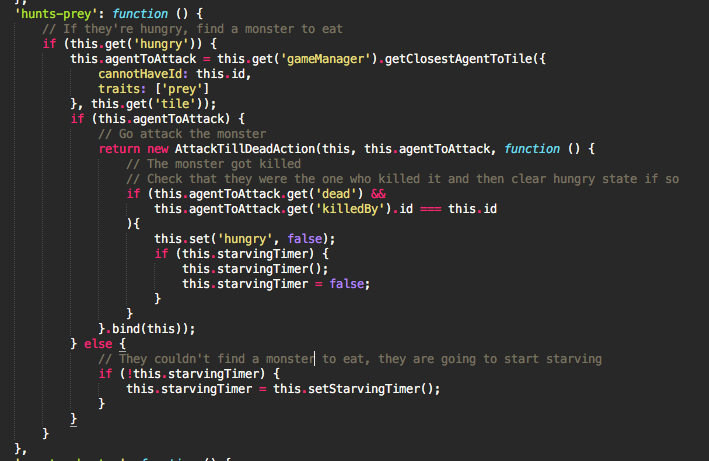 },
'hunts-prey': function () {
// If they're hungry, find a monster to eat
if (this.get('hungry')) {
this.agentToAttack = this.get('gameManager').getClosestAgentToTile({
cannotHaveId: this.id,
traits: ['prey']
}, this.get('tile'));
if (this.agentToAttack) {
// Go attack the monster
return new AttackTillDeadAction(this, this.agentToAttack, function () {
// The monster got killed
// Check that they were the one who killed it and then clear hungry state if so
if (this.agentToAttack.get('dead') &&
this.agentToAttack.get('killedBy').id === this.id
){
this.set('hungry', false);
if (this.starvingTimer) {
this.starvingTimer();
this.starvingTimer = false;
}
}
}.bind(this));
} else {
// They couldn't find a monster to eat, they are going to start starving
if (!this.starvingTimer) {
this.starvingTimer = this.setStarvingTimer();
}
}
}
},
function () {